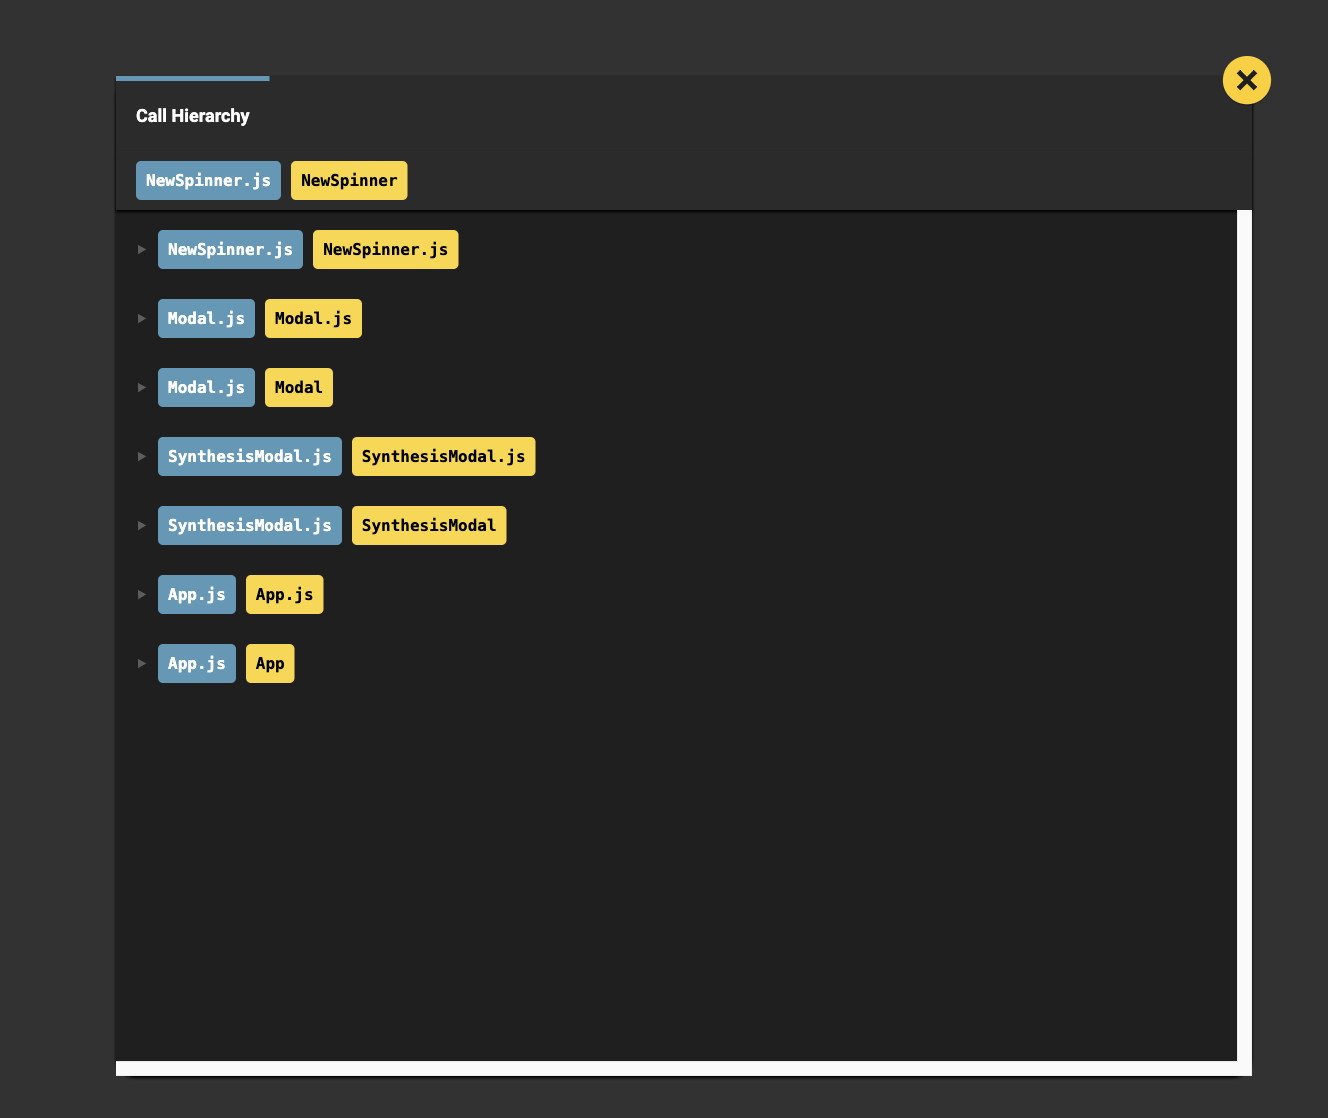 Call Hierarchy
NewSpinner.js NewSpinner
NewSpinner.js NewSpinner.js
Modal.js Modal.js
Modal.js Modal
SynthesisModal.js SynthesisModal.js
SynthesisModal.js SynthesisModal
App.js App.js
App.js App